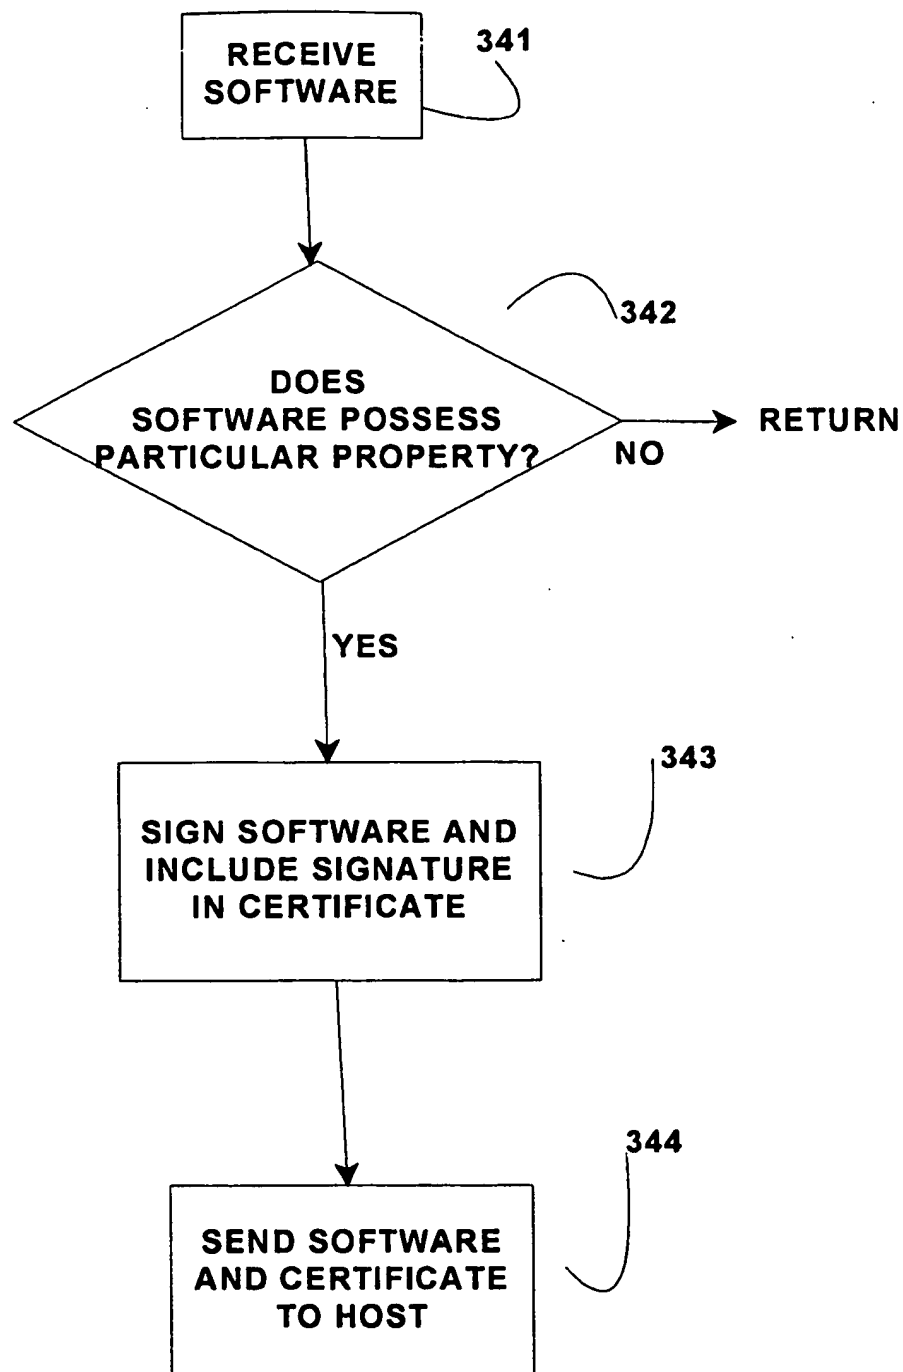 RECEIVE
SOFTWARE
341
342
DOES
SOFTWARE POSSESS
PARTICULAR PROPERTY?
RETURN
NO
YES
343
SIGN SOFTWARE AND
INCLUDE SIGNATURE
IN CERTIFICATE
344
SEND SOFTWARE
AND CERTIFICATE
TO HOST